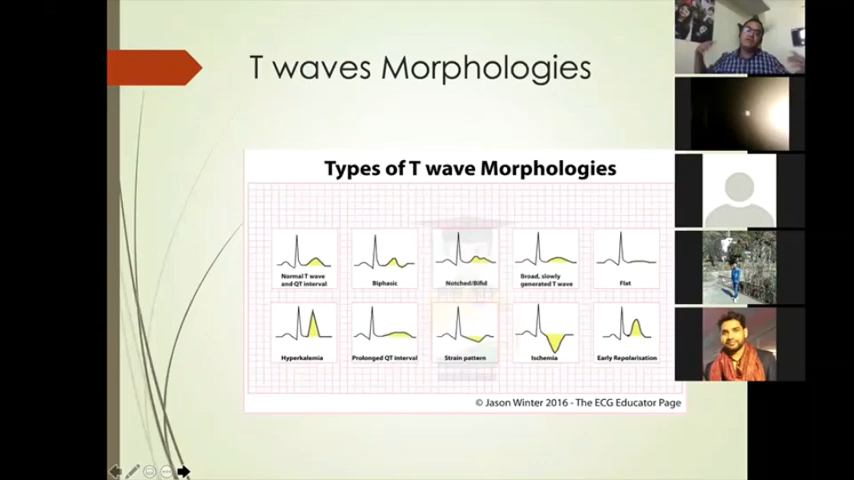 T waves Morphologies
Types of T wave Morphologies
Normal T wave
and QT interval
Biphasic
Notched/Bifid
Broad, slowly
generated T wave
Flat
Hyperkalemia
Prolonged QT interval
Strain pattern
Ischemia
Early Repolarisation
© Jason Winter 2016 - The ECG Educator Page